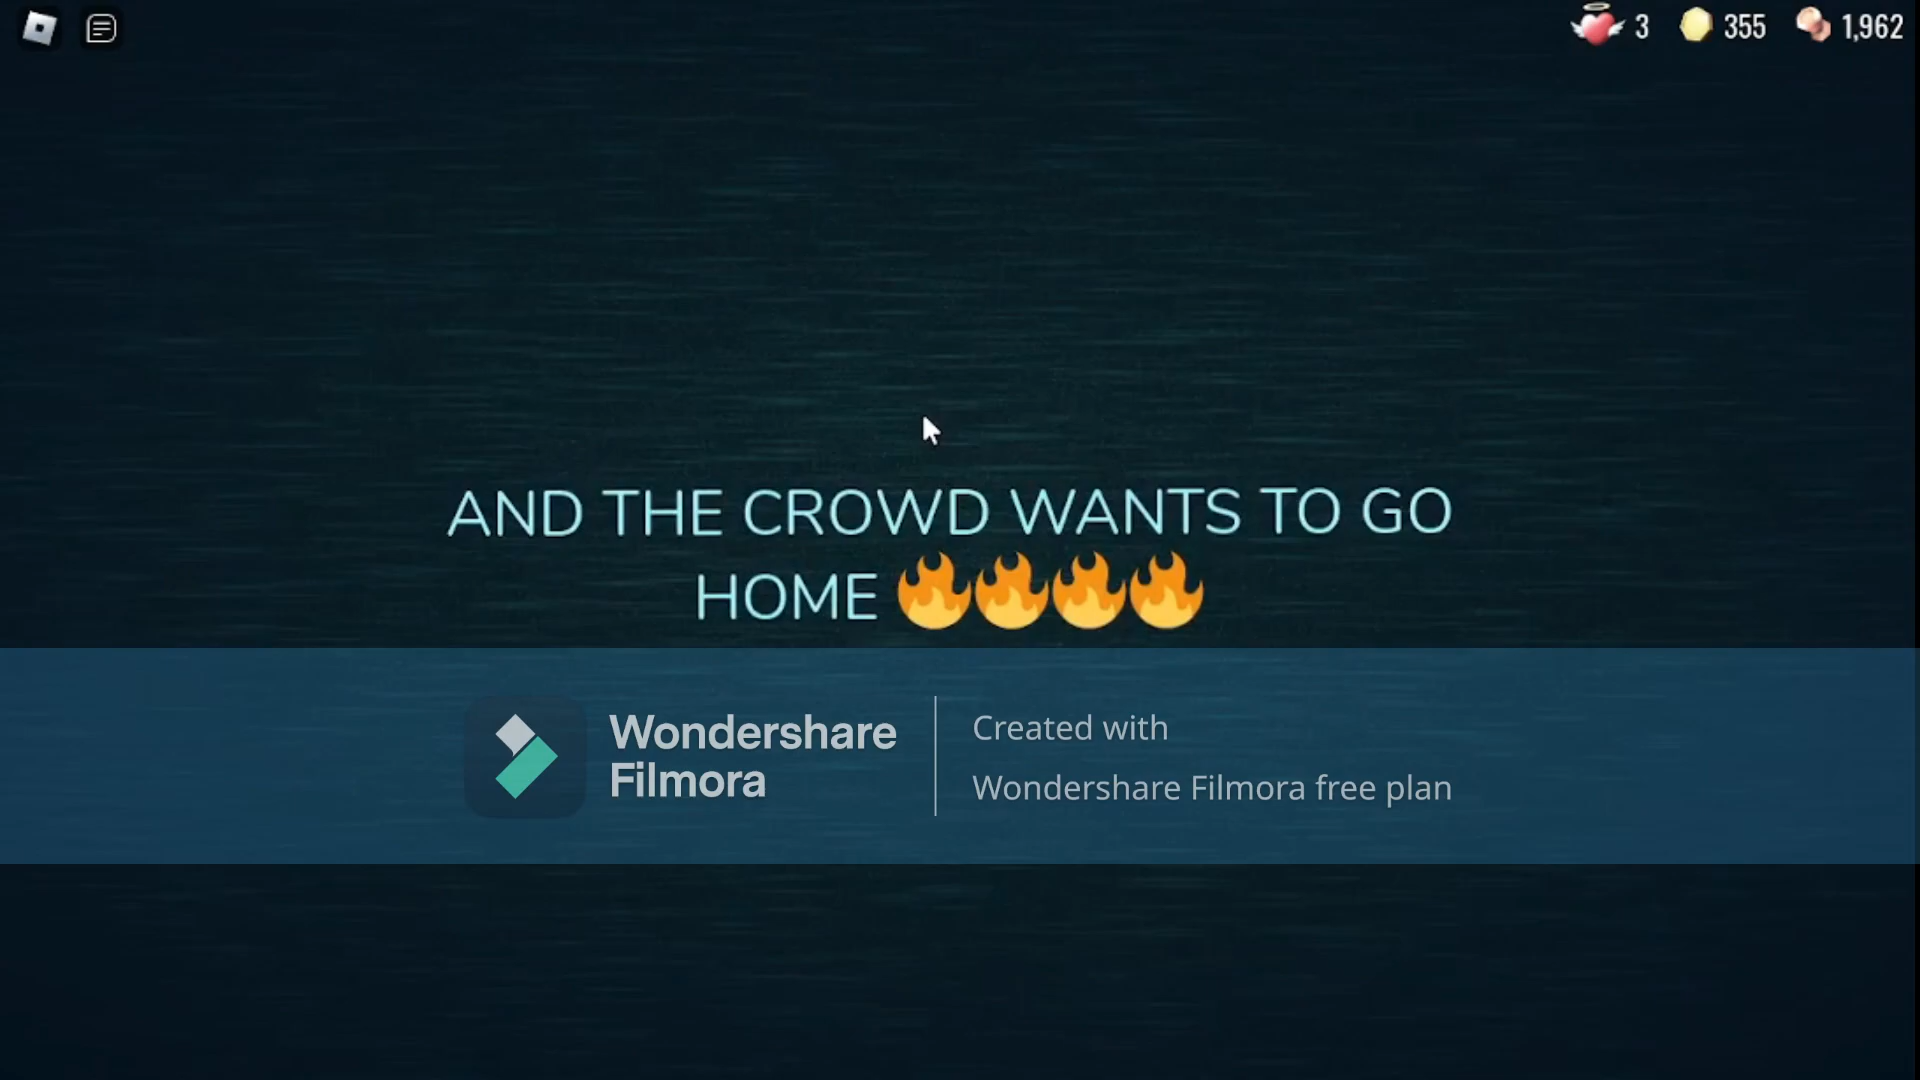 3 355 1,962
AND THE CROWD WANTS TO GO
HOME 🔥🔥🔥🔥
Wondershare
Filmora
Created with
Wondershare Filmora free plan